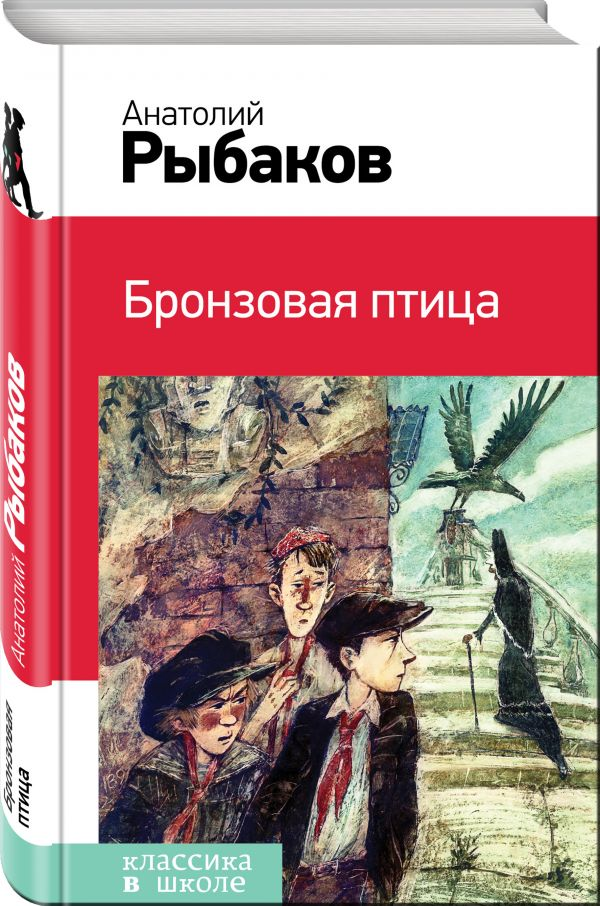 Анатолий
Рыбаков
Бронзовая птица
Анатолий Рыбаков
Бронзовая
птица
классика
в школе